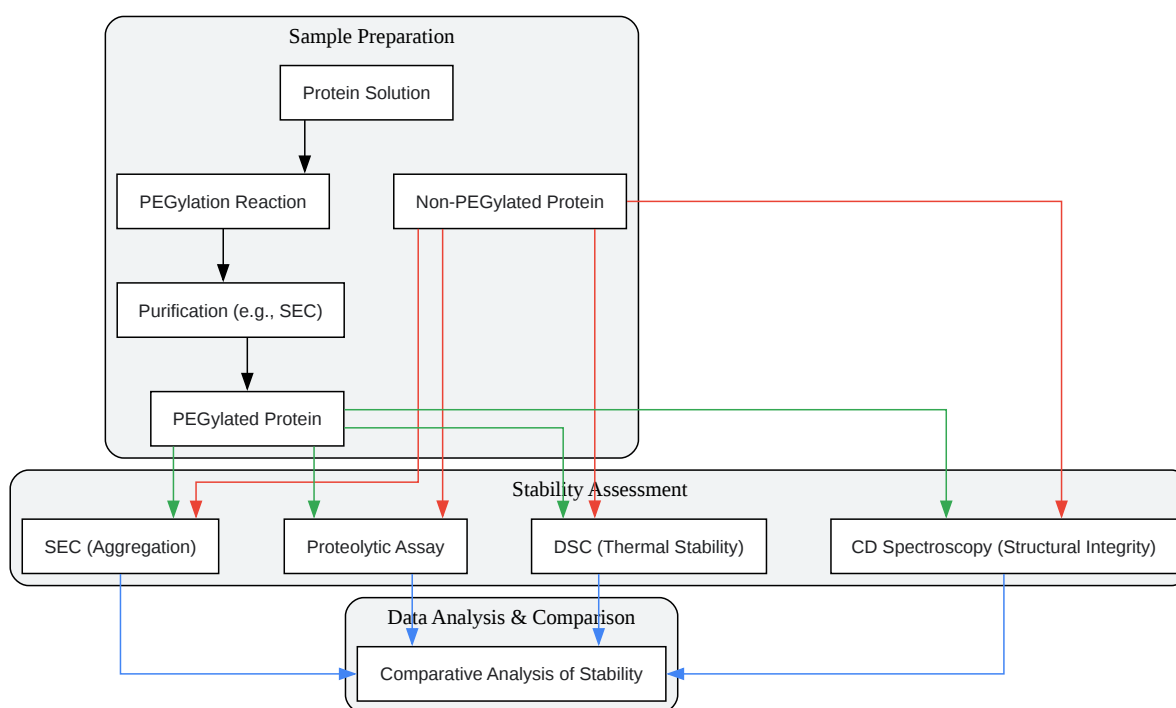 Sample Preparation
Protein Solution
PEGylation Reaction
Non-PEGylated Protein
Purification (e.g., SEC)
PEGylated Protein
Stability Assessment
SEC (Aggregation)
Proteolytic Assay
DSC (Thermal Stability)
CD Spectroscopy (Structural Integrity)
Data Analysis & Comparison
Comparative Analysis of Stability